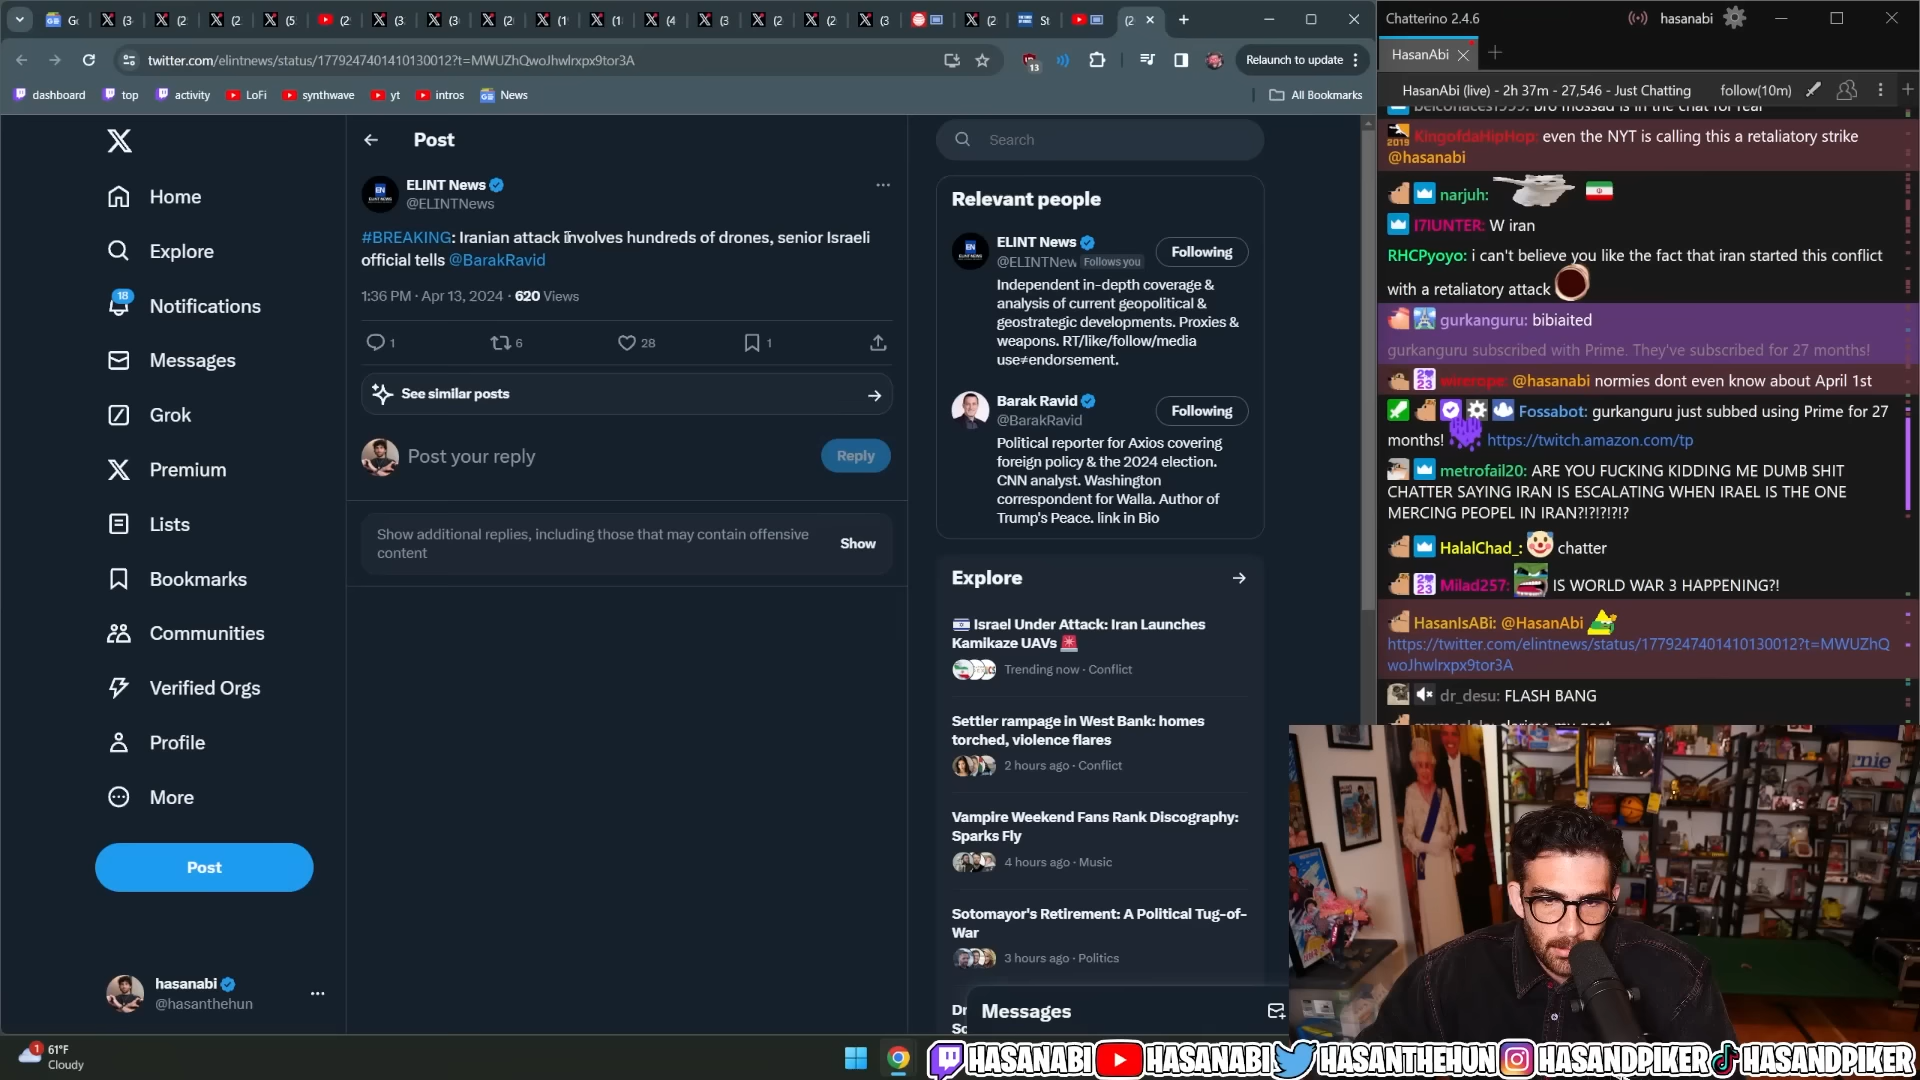 twitter.com/elintnews/status/1779247401410130012?t=MWUZhQwoJhwlrxpx9tor3A
13
Relaunch to update
dashboard
top
activity
LoFi
synthwave
yt
intros
News
All Bookmarks
Home
Explore
18
Notifications
Messages
Grok
Premium
Lists
Bookmarks
Communities
Verified Orgs
Profile
More
Post
hasanabi
@hasanthehun
Post
ELINT News
@ELINTNews
#BREAKING: Iranian attack involves hundreds of drones, senior Israeli
official tells @BarakRavid
1:36 PM · Apr 13, 2024 · 620 Views
1
6
28
1
See similar posts
Post your reply
Reply
Show additional replies, including those that may contain offensive
content
Show
Search
Relevant people
ELINT News
@ELINTNew Follows you
Following
Independent in-depth coverage &
analysis of current geopolitical &
geostrategic developments. Proxies &
weapons. RT/like/follow/media
use≠endorsement.
Barak Ravid
@BarakRavid
Following
Political reporter for Axios covering
foreign policy & the 2024 election.
CNN analyst. Washington
correspondent for Walla. Author of
Trump's Peace. link in Bio
Explore
Israel Under Attack: Iran Launches
Kamikaze UAVs
Trending now · Conflict
Settler rampage in West Bank: homes
torched, violence flares
2 hours ago · Conflict
Vampire Weekend Fans Rank Discography:
Sparks Fly
4 hours ago · Music
Sotomayor's Retirement: A Political Tug-of-
War
3 hours ago · Politics
Messages
Chatterino 2.4.6
hasanabi
HasanAbi
HasanAbi (live) - 2h 37m - 27,546 - Just Chatting
follow(10m)
KingofdaHipHop: even the NYT is calling this a retaliatory strike
@hasanabi
narjuh:
I7IUNTER: W iran
RHCPyoyo: i can't believe you like the fact that iran started this conflict
with a retaliatory attack
gurkanguru: bibiaited
gurkanguru subscribed with Prime. They've subscribed for 27 months!
wirerope: @hasanabi normies dont even know about April 1st
Fossabot: gurkanguru just subbed using Prime for 27
months! https://twitch.amazon.com/tp
metrofail20: ARE YOU FUCKING KIDDING ME DUMB SHIT
CHATTER SAYING IRAN IS ESCALATING WHEN IRAEL IS THE ONE
MERCING PEOPEL IN IRAN?!?!?!?!?
HalalChad_: chatter
Milad257: IS WORLD WAR 3 HAPPENING?!
HasanIsABi: @HasanAbi
https://twitter.com/elintnews/status/1779247401410130012?t=MWUZhQ
woJhwlrxpx9tor3A
dr_desu: FLASH BANG
1
61°F
Cloudy
HASANABI
HASANABI
HASANTHEHUN
HASANDPIKER
HASANDPIKER